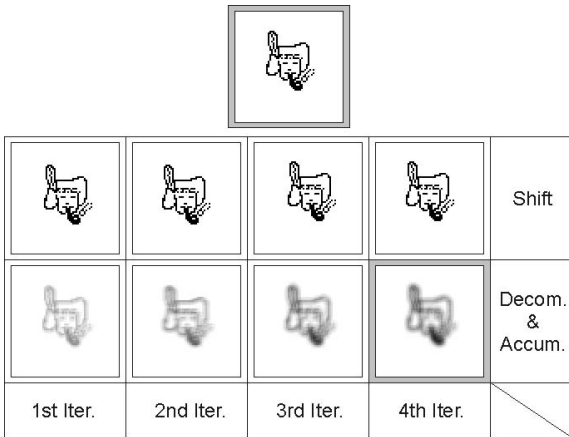 Shift
Decom.
&
Accum.
1st Iter.
2nd Iter.
3rd Iter.
4th Iter.